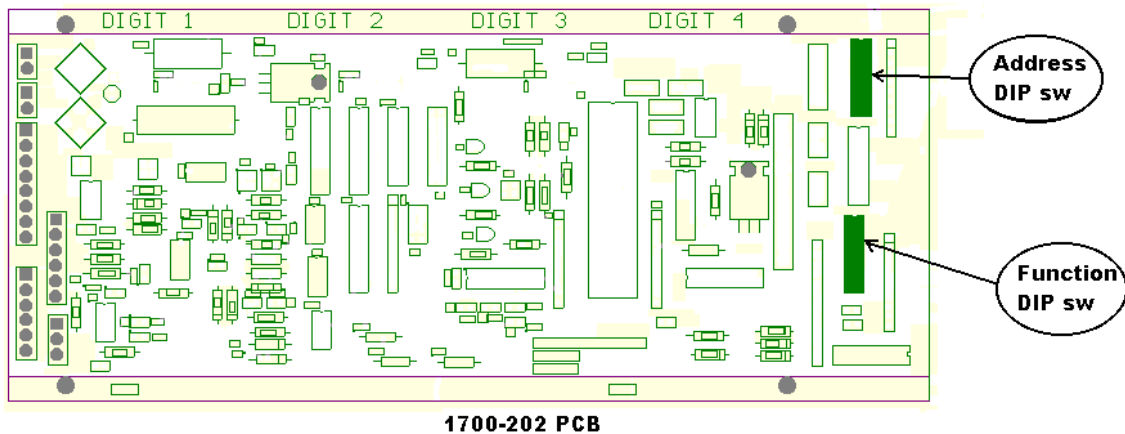 DIGIT 1 DIGIT 2 DIGIT 3 DIGIT 4
Address
DIP sw
Function
DIP sw
1700-202 PCB